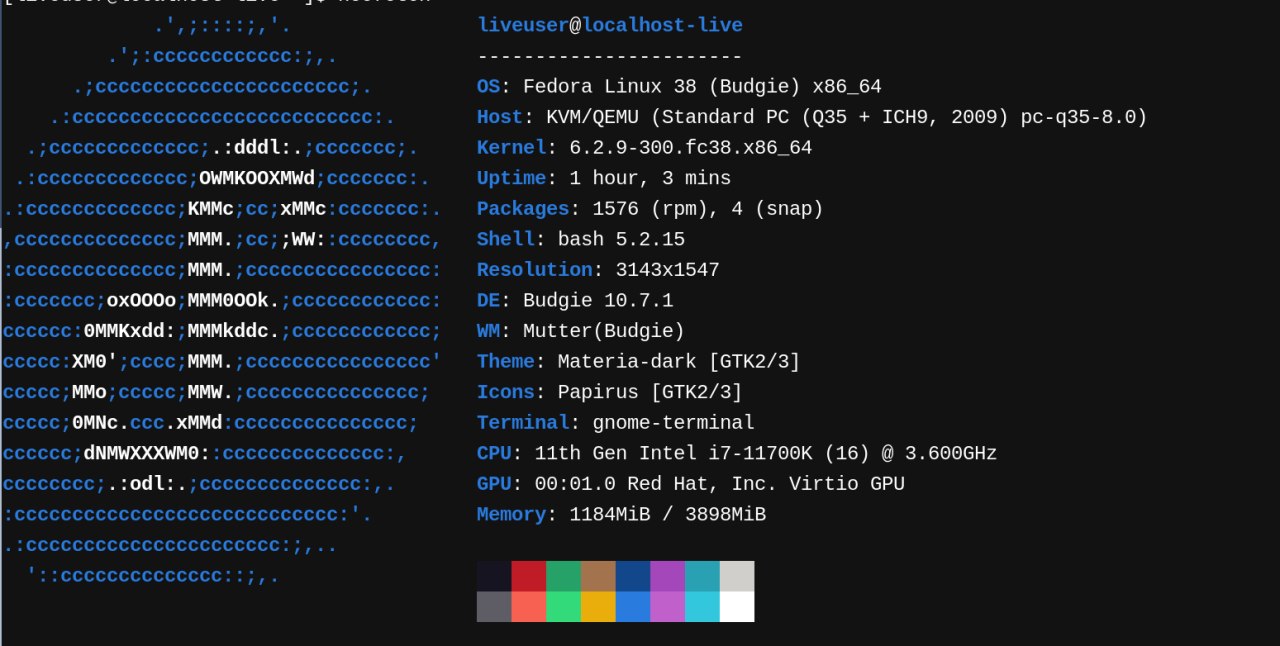 liveuser@localhost-live
-----------------------
OS: Fedora Linux 38 (Budgie) x86_64
Host: KVM/QEMU (Standard PC (Q35 + ICH9, 2009) pc-q35-8.0)
Kernel: 6.2.9-300.fc38.x86_64
Uptime: 1 hour, 3 mins
Packages: 1576 (rpm), 4 (snap)
Shell: bash 5.2.15
Resolution: 3143x1547
DE: Budgie 10.7.1
WM: Mutter(Budgie)
Theme: Materia-dark [GTK2/3]
Icons: Papirus [GTK2/3]
Terminal: gnome-terminal
CPU: 11th Gen Intel i7-11700K (16) @ 3.600GHz
GPU: 00:01.0 Red Hat, Inc. Virtio GPU
Memory: 1184MiB / 3898MiB